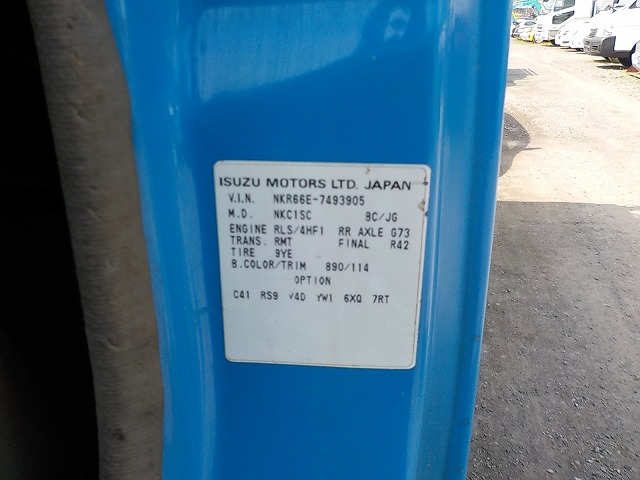 ISUZU MOTORS LTD. JAPAN
V.I.N. NKR66E-7493905
M.D. NKC1SC BC/JG
ENGINE RLS/4HF1 RR AXLE G73
TRANS. RMT FINAL R42
TIRE 9YE
B.COLOR/TRIM 890/114
OPTION
C41 RS9 V4D YW1 6XQ 7RT